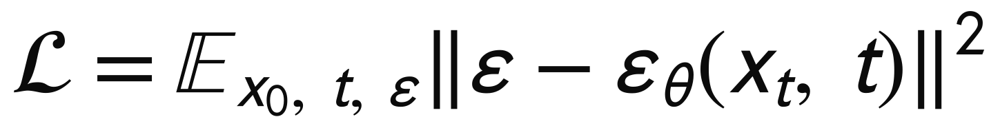 ℒ = 𝔼_{x₀, t, ε} ‖ε − ε_θ(x_t, t)‖²